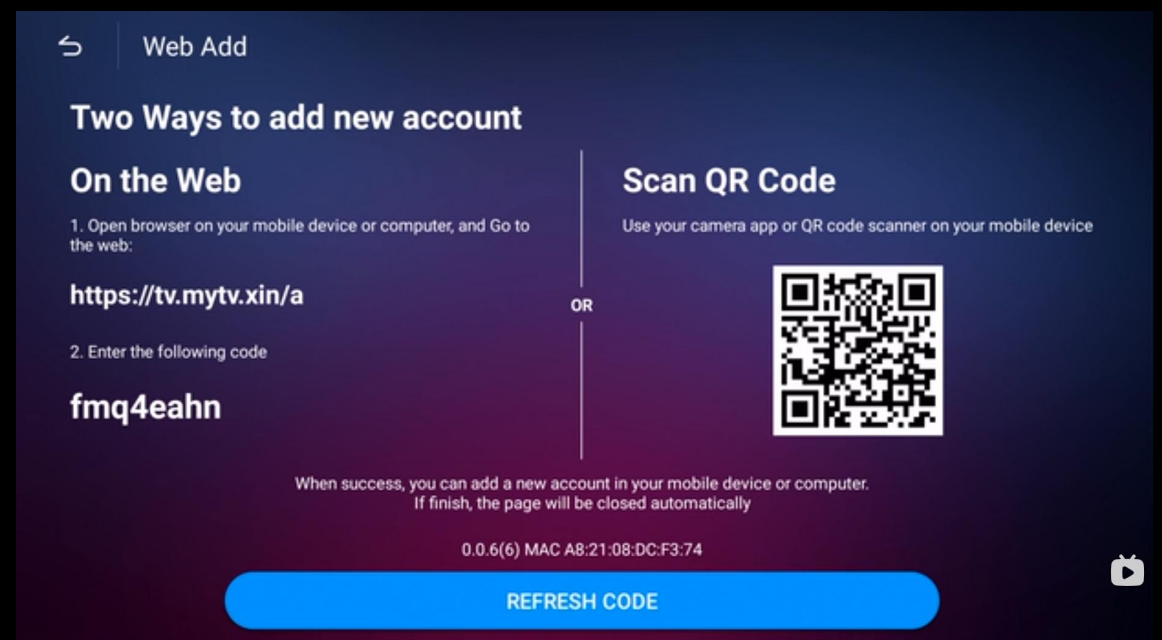 Web Add
Two Ways to add new account
On the Web
1. Open browser on your mobile device or computer, and Go to
the web:
https://tv.mytv.xin/a
2. Enter the following code
fmq4eahn
OR
Scan QR Code
Use your camera app or QR code scanner on your mobile device
When success, you can add a new account in your mobile device or computer.
If finish, the page will be closed automatically
0.0.6(6) MAC A8:21:08:DC:F3:74
REFRESH CODE